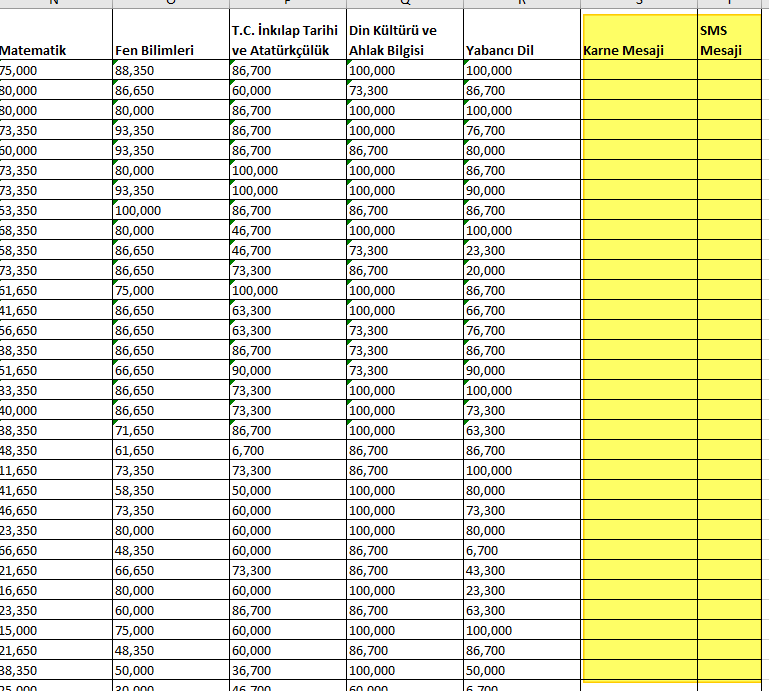 Matematik Fen Bilimleri T.C. İnkılap Tarihi ve Atatürkçülük Din Kültürü ve Ahlak Bilgisi Yabancı Dil Karne Mesaji SMS Mesaji
75,000 88,350 86,700 100,000 100,000
80,000 86,650 60,000 73,300 86,700
80,000 80,000 86,700 100,000 100,000
73,350 93,350 86,700 100,000 76,700
60,000 93,350 86,700 86,700 80,000
73,350 80,000 100,000 100,000 86,700
73,350 93,350 100,000 100,000 90,000
53,350 100,000 86,700 86,700 86,700
68,350 80,000 46,700 100,000 100,000
58,350 86,650 46,700 73,300 23,300
73,350 86,650 73,300 86,700 20,000
61,650 75,000 100,000 100,000 86,700
41,650 86,650 63,300 100,000 66,700
56,650 86,650 63,300 73,300 76,700
38,350 86,650 86,700 73,300 86,700
51,650 66,650 90,000 73,300 90,000
33,350 86,650 73,300 100,000 100,000
40,000 86,650 73,300 100,000 73,300
38,350 71,650 86,700 100,000 63,300
48,350 61,650 6,700 86,700 86,700
11,650 73,350 73,300 86,700 100,000
41,650 58,350 50,000 100,000 80,000
46,650 73,350 60,000 100,000 73,300
23,350 80,000 60,000 100,000 80,000
66,650 48,350 60,000 86,700 6,700
21,650 66,650 73,300 86,700 43,300
16,650 80,000 60,000 100,000 23,300
23,350 60,000 86,700 86,700 63,300
15,000 75,000 60,000 100,000 100,000
21,650 48,350 60,000 86,700 86,700
38,350 50,000 36,700 100,000 50,000
25,000 30,000 46,700 60,000 6,700